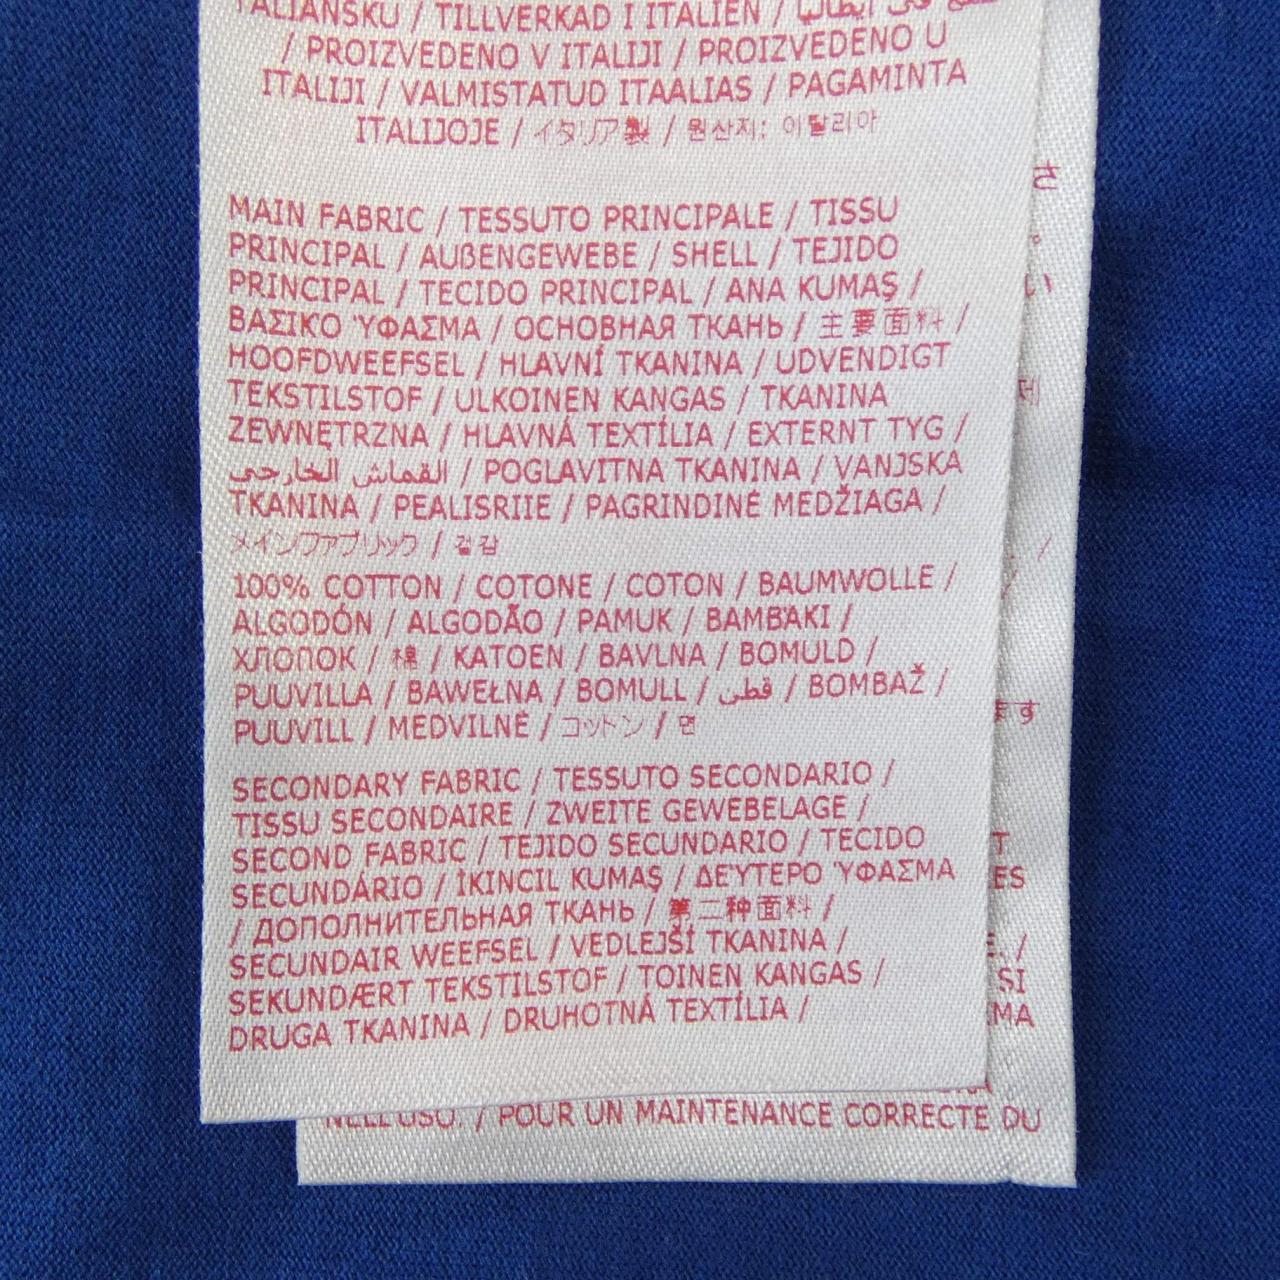 TALIANSKU / TILLVERKAD I ITALIEN /
/ PROIZVEDENO V ITALIJI / PROIZVEDENO U
ITALIJI / VALMISTATUD ITAALIAS / PAGAMINTA
ITALIJOJE / イタリア製 / 원산지: 이탈리아
MAIN FABRIC / TESSUTO PRINCIPALE / TISSU
PRINCIPAL / AUßENGEWEBE / SHELL / TEJIDO
PRINCIPAL / TECIDO PRINCIPAL / ANA KUMAŞ /
ΒΑΣΙΚΟ ΎΦΑΣΜΑ / ОСНОВНАЯ ТКАНЬ / 主要面料 /
HOOFDWEEFSEL / HLAVNÍ TKANINA / UDVENDIGT
TEKSTILSTOF / ULKOINEN KANGAS / TKANINA
ZEWNĘTRZNA / HLAVNÁ TEXTÍLIA / EXTERNT TYG /
القماش الخارجي / POGLAVITNA TKANINA / VANJSKA
TKANINA / PEALISRIIE / PAGRINDINĖ MEDŽIAGA /
メインファブリック / 겉감
100% COTTON / COTONE / COTON / BAUMWOLLE /
ALGODÓN / ALGODÃO / PAMUK / ΒΑΜΒΆΚΙ /
ХЛОПОК / 棉 / KATOEN / BAVLNA / BOMULD /
PUUVILLA / BAWEŁNA / BOMULL / قطن / BOMBAŽ /
PUUVILL / MEDVILNĖ / コットン / 면
SECONDARY FABRIC / TESSUTO SECONDARIO /
TISSU SECONDAIRE / ZWEITE GEWEBELAGE /
SECOND FABRIC / TEJIDO SECUNDARIO / TECIDO
SECUNDÁRIO / İKINCIL KUMAŞ / ΔΕΎΤΕΡΟ ΎΦΑΣΜΑ
/ ДОПОЛНИТЕЛЬНАЯ ТКАНЬ / 第二种面料 /
SECUNDAIR WEEFSEL / VEDLEJŠÍ TKANINA /
SEKUNDÆRT TEKSTILSTOF / TOINEN KANGAS /
DRUGA TKANINA / DRUHOTNÁ TEXTÍLIA /
NELL'USO. / POUR UN MAINTENANCE CORRECTE DU